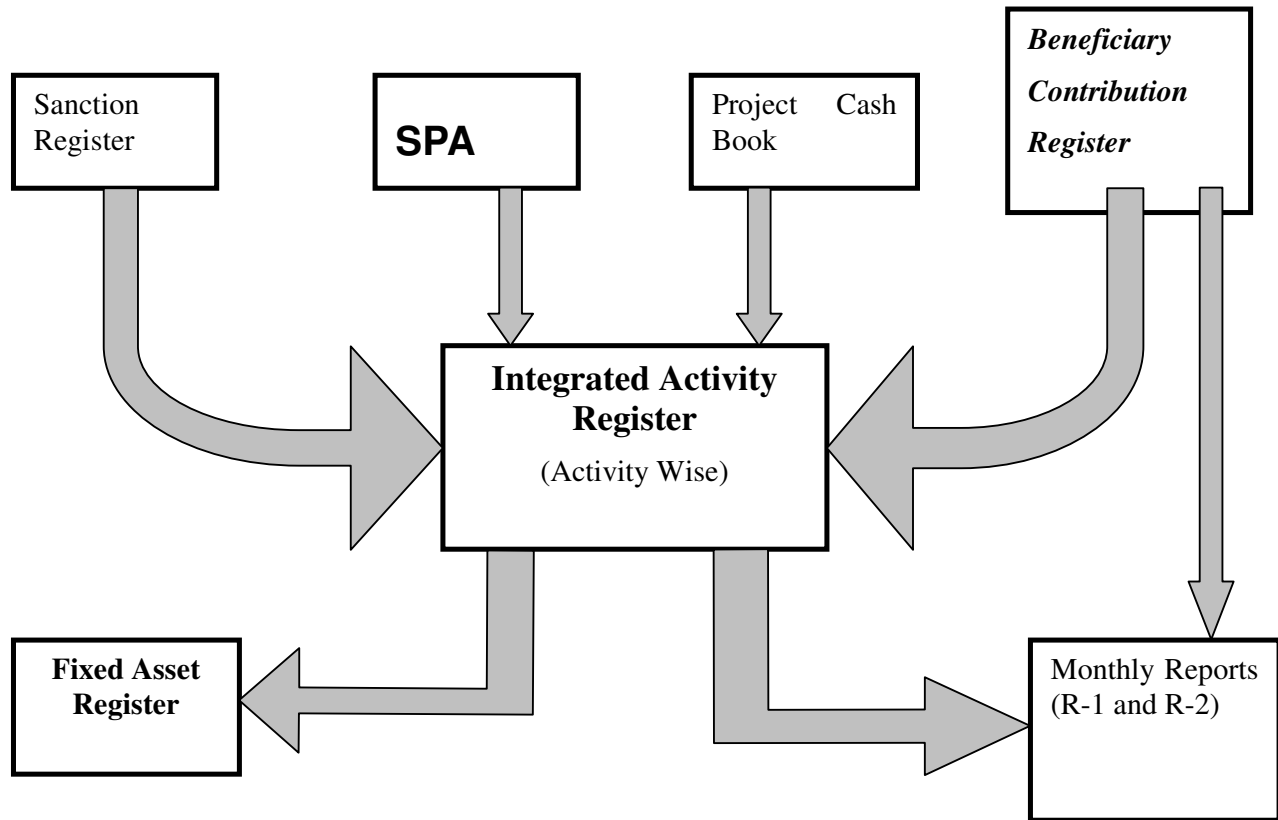 Sanction
Register
SPA
Project Cash
Book
Beneficiary
Contribution
Register
Integrated Activity
Register
(Activity Wise)
Fixed Asset
Register
Monthly Reports
(R-1 and R-2)